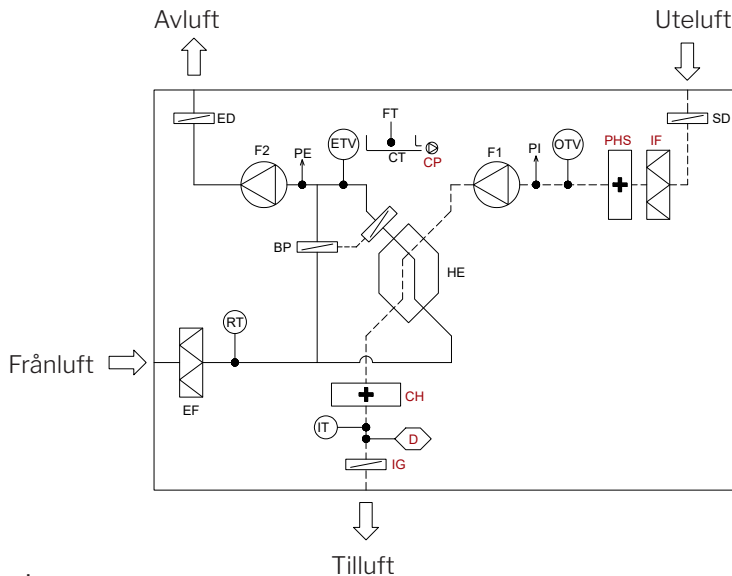 Avluft
Uteluft
ED
SD
FT
F2
PE
ETV
CT
CP
F1
PI
OTV
PHS
IF
BP
HE
RT
Frånluft
EF
CH
IT
D
IG
Tilluft